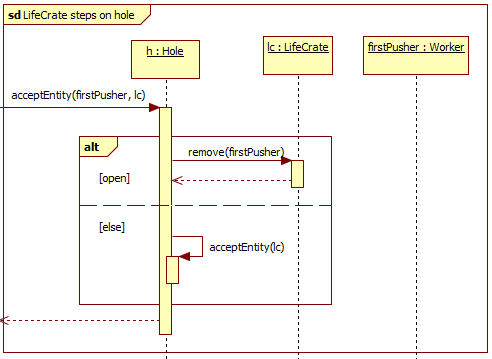 sd LifeCrate steps on hole
h : Hole
lc : LifeCrate
firstPusher : Worker
acceptEntity(firstPusher, lc)
alt
remove(firstPusher)
[open]
[else]
acceptEntity(lc)